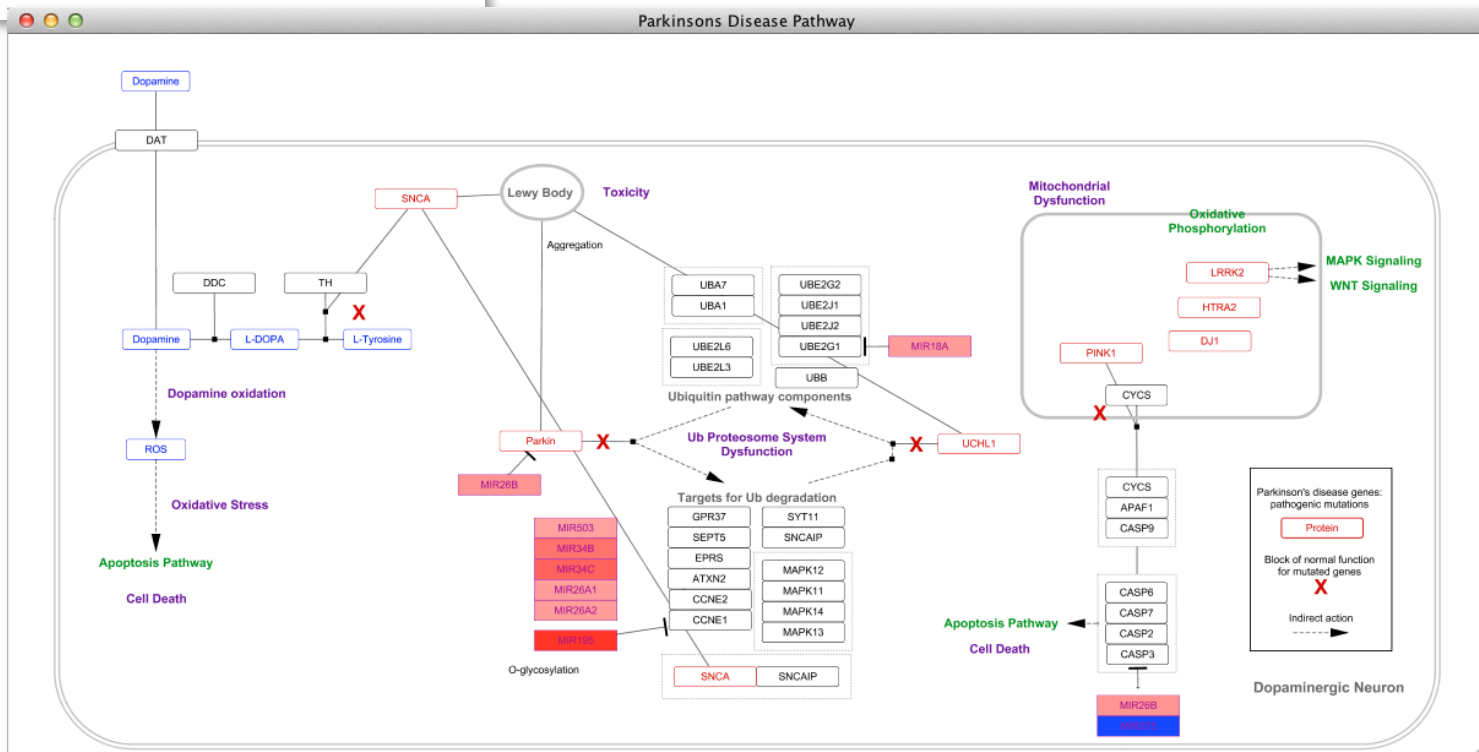 Parkinsons Disease Pathway
Dopamine
DAT
SNCA
Lewy Body
Toxicity
Aggregation
DDC
TH
X
Dopamine
L-DOPA
L-Tyrosine
Dopamine oxidation
ROS
Oxidative Stress
Apoptosis Pathway
Cell Death
UBA7
UBA1
UBE2L6
UBE2L3
UBE2G2
UBE2J1
UBE2J2
UBE2G1
MIR18A
UBB
Ubiquitin pathway components
Parkin
X
Ub Proteosome System
Dysfunction
X
UCHL1
MIR26B
Targets for Ub degradation
MIR503
MIR34B
MIR34C
MIR26A1
MIR26A2
MIR195
O-glycosylation
GPR37
SEPT5
EPRS
ATXN2
CCNE2
CCNE1
SYT11
SNCAIP
MAPK12
MAPK11
MAPK14
MAPK13
SNCA
SNCAIP
Mitochondrial
Dysfunction
Oxidative
Phosphorylation
LRRK2
MAPK Signaling
WNT Signaling
HTRA2
DJ1
PINK1
CYCS
X
CYCS
APAF1
CASP9
CASP6
CASP7
CASP2
CASP3
Apoptosis Pathway
Cell Death
MIR26B
Parkinson's disease genes:
pathogenic mutations
Protein
Block of normal function
for mutated genes
X
Indirect action
Dopaminergic Neuron